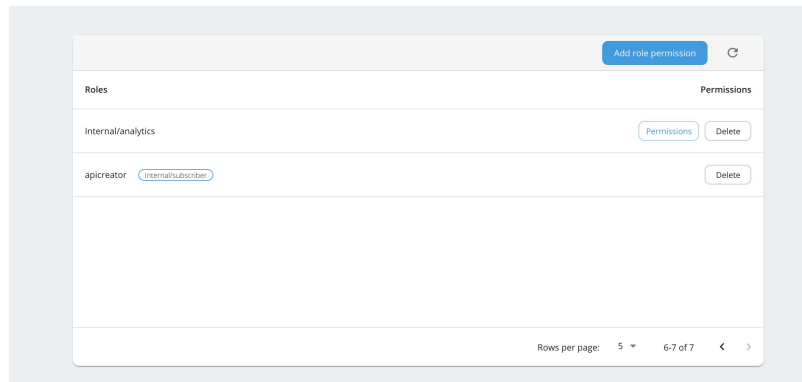 Add role permission
Roles Permissions
Internal/analytics Permissions Delete
apicreator Internal/subscriber Delete
Rows per page: 5 6-7 of 7